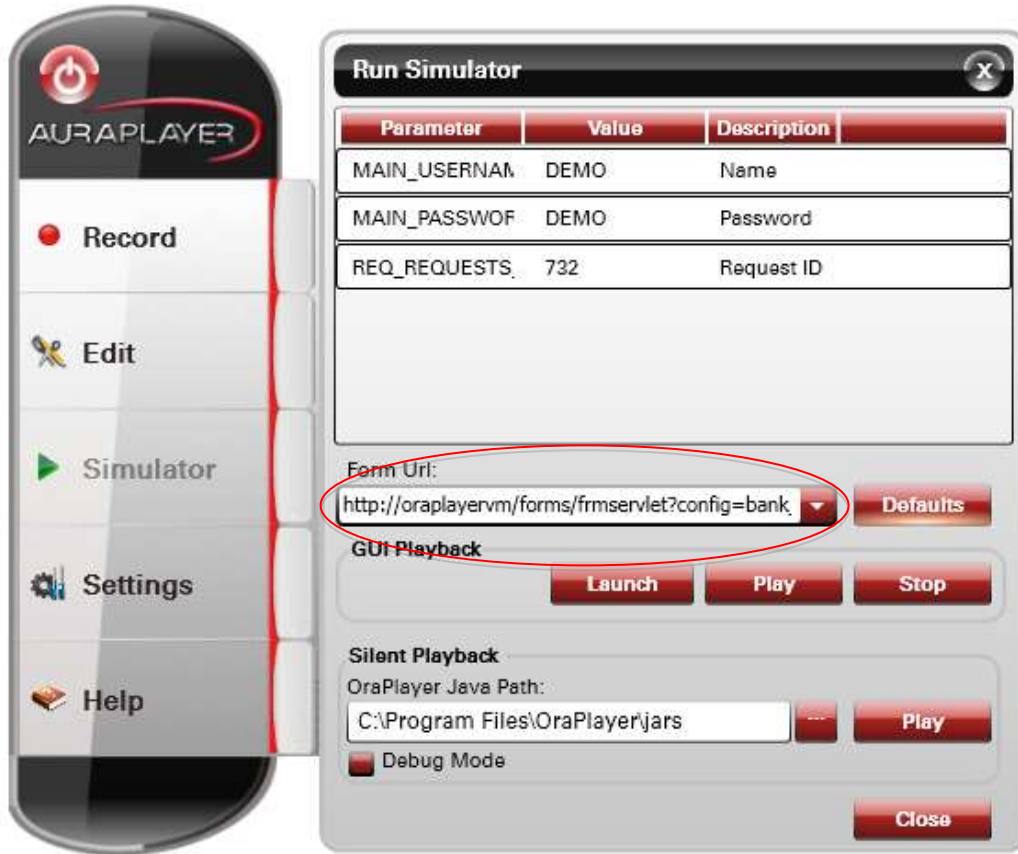 AURAPLAYER
Record
Edit
Simulator
Settings
Help
Run Simulator
X
Parameter Value Description
MAIN_USERNAM DEMO Name
MAIN_PASSWOR DEMO Password
REQ_REQUESTS_ 732 Request ID
Form Url:
http://oraplayervm/forms/frmservlet?config=bank_ Defaults
GUI Playback
Launch Play Stop
Silent Playback
OraPlayer Java Path:
C:\Program Files\OraPlayer\jars ... Play
Debug Mode
Close